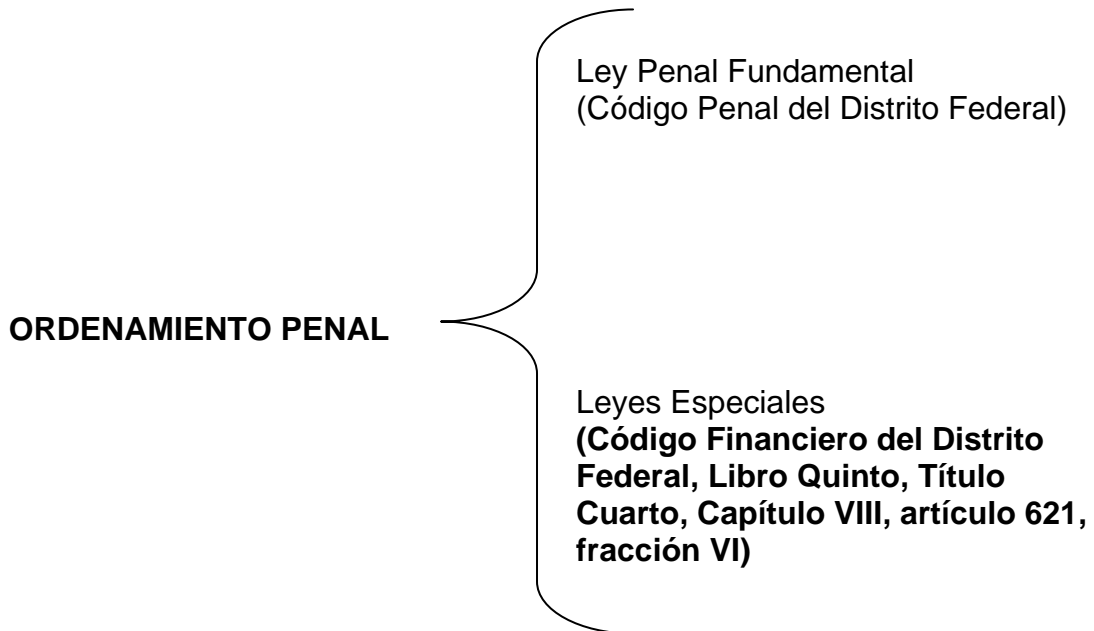 ORDENAMIENTO PENAL
Ley Penal Fundamental
(Código Penal del Distrito Federal)
Leyes Especiales
(Código Financiero del Distrito
Federal, Libro Quinto, Título
Cuarto, Capítulo VIII, artículo 621,
fracción VI)